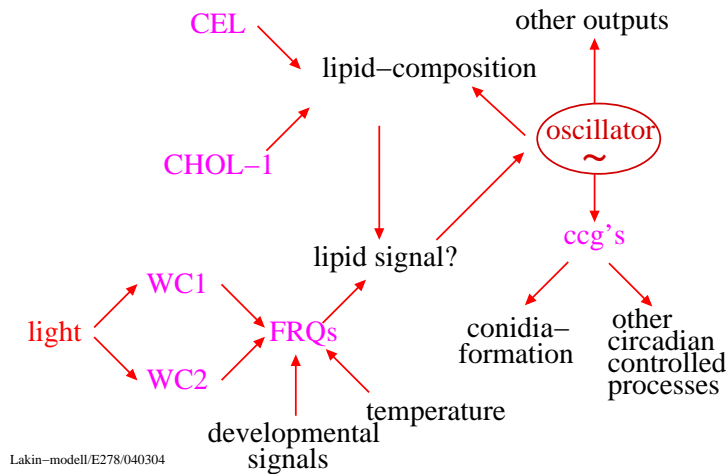 other outputs
CEL
lipid−composition
oscillator
~
CHOL−1
ccg's
lipid signal?
WC1
light
FRQs
conidia−
formation
other
circadian
controlled
processes
WC2
temperature
developmental
signals
Lakin−modell/E278/040304